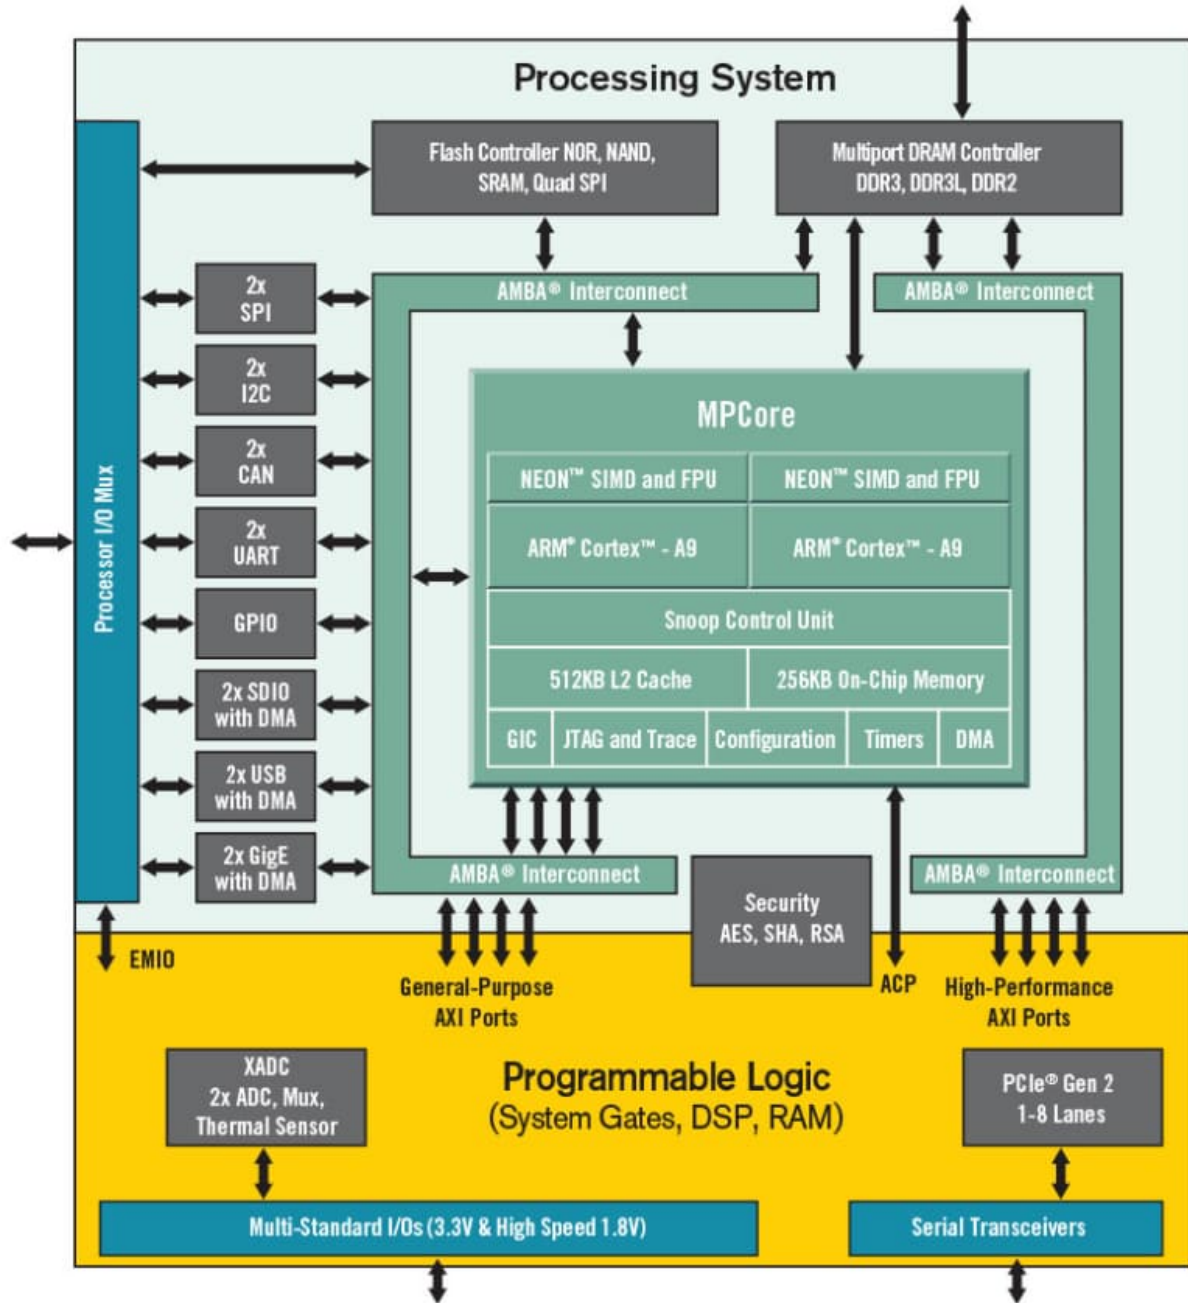 Processing System
Flash Controller NOR, NAND,
SRAM, Quad SPI
Multiport DRAM Controller
DDR3, DDR3L, DDR2
Processor I/O Mux
2x
SPI
2x
I2C
2x
CAN
2x
UART
GPIO
2x SDIO
with DMA
2x USB
with DMA
2x GigE
with DMA
AMBA® Interconnect
AMBA® Interconnect
MPCore
NEON™ SIMD and FPU
NEON™ SIMD and FPU
ARM® Cortex™ - A9
ARM® Cortex™ - A9
Snoop Control Unit
512KB L2 Cache
256KB On-Chip Memory
GIC
JTAG and Trace
Configuration
Timers
DMA
AMBA® Interconnect
AMBA® Interconnect
Security
AES, SHA, RSA
EMIO
General-Purpose
AXI Ports
ACP
High-Performance
AXI Ports
XADC
2x ADC, Mux,
Thermal Sensor
Programmable Logic
(System Gates, DSP, RAM)
PCIe® Gen 2
1-8 Lanes
Multi-Standard I/Os (3.3V & High Speed 1.8V)
Serial Transceivers